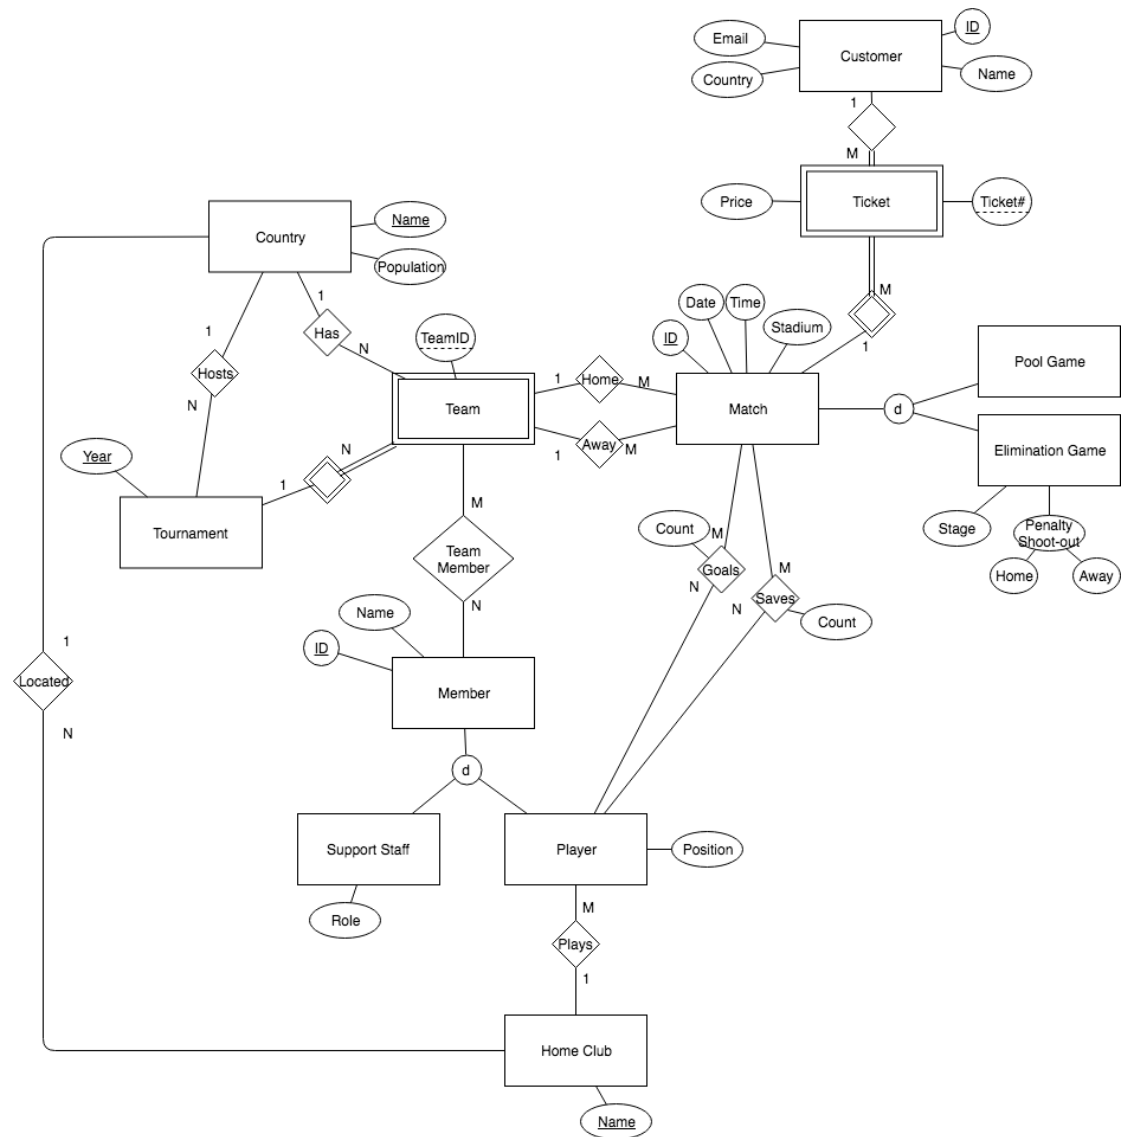 ID
Email
Customer
Country
Name
1
M
Price
Ticket
Ticket#
Name
Country
Population
M
Date
Time
1
Stadium
1
Has
TeamID
ID
N
1
Pool Game
Hosts
1
Home
M
N
Team
Match
d
Year
N
Away
1
M
Elimination Game
1
Tournament
M
Count
M
Stage
Penalty
Shoot-out
Team
Member
Goals
M
Home
Away
N
N
Saves
N
Name
Count
1
ID
Located
Member
N
d
Support Staff
Player
Position
M
Role
Plays
1
Home Club
Name